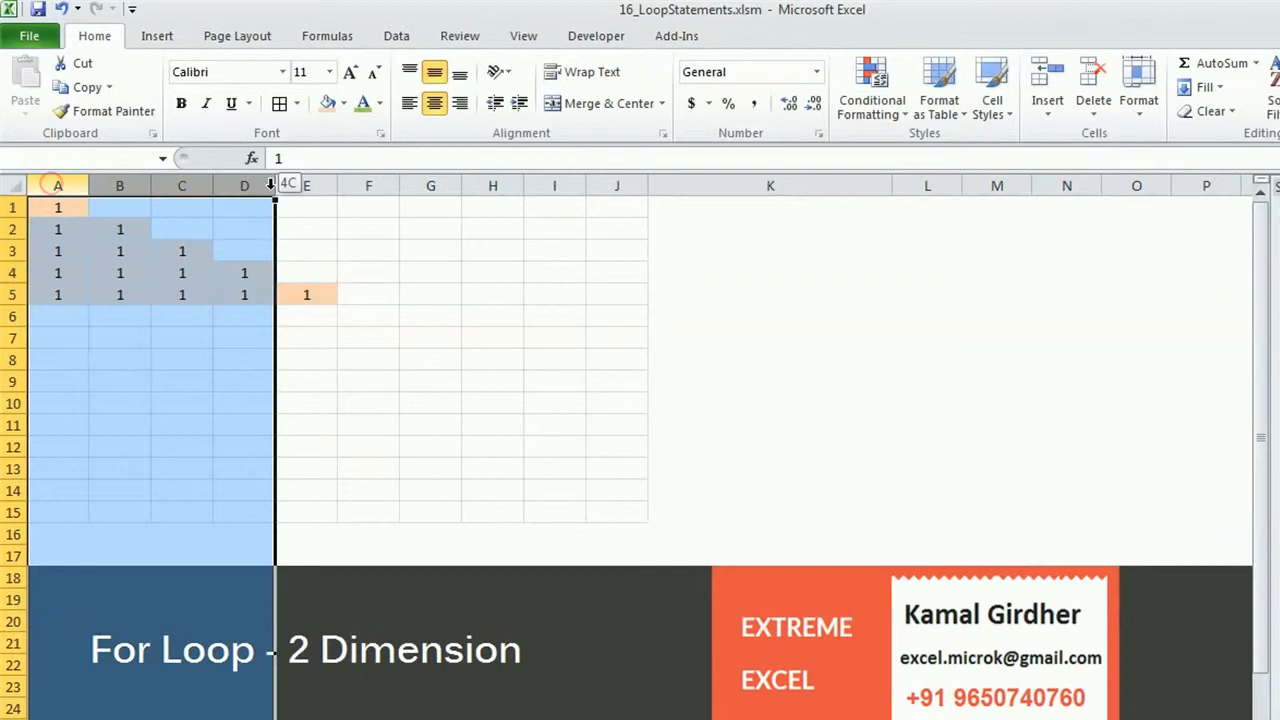 16_LoopStatements.xlsm - Microsoft Excel
File Home Insert Page Layout Formulas Data Review View Developer Add-Ins
Paste
Cut
Copy
Format Painter
Clipboard
Calibri 11
B I U
Font
Wrap Text
Merge & Center
Alignment
General
$ % ,
Number
Conditional Formatting
Format as Table
Cell Styles
Styles
Insert Delete Format
Cells
AutoSum
Fill
Clear
Editing
fx 1
4C
A B C D E F G H I J K L M N O P
1 1
2 1 1
3 1 1 1
4 1 1 1 1
5 1 1 1 1 1
6
7
8
9
10
11
12
13
14
15
16
17
18
19
20
21
22
23
24
For Loop - 2 Dimension
EXTREME
EXCEL
Kamal Girdher
excel.microk@gmail.com
+91 9650740760